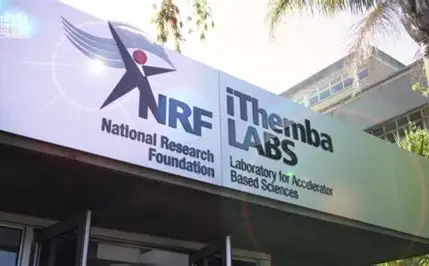 NRF
National Research
Foundation
iThemba
LABS
Laboratory for Accelerator
Based Sciences